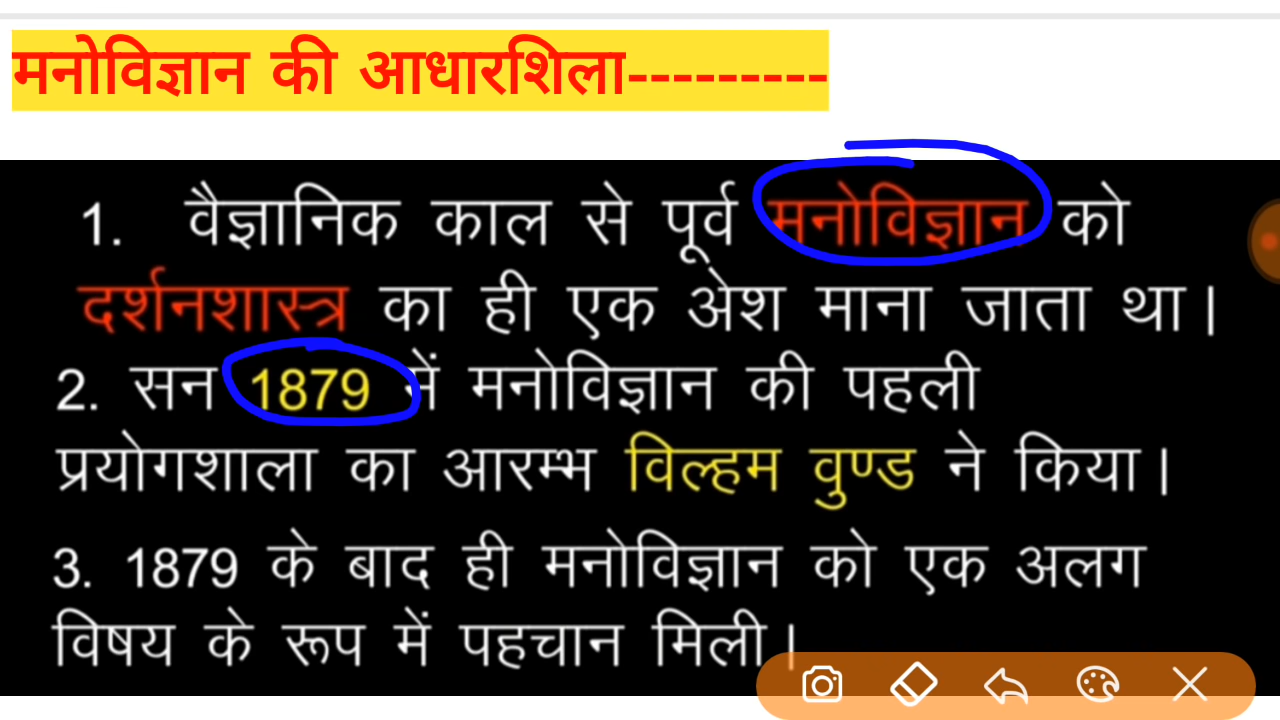 मनोविज्ञान की आधारशिला---------
1. वैज्ञानिक काल से पूर्व मनोविज्ञान को
दर्शनशास्त्र का ही एक अंश माना जाता था।
2. सन 1879 में मनोविज्ञान की पहली
प्रयोगशाला का आरम्भ विल्हम वुण्ड ने किया।
3. 1879 के बाद ही मनोविज्ञान को एक अलग
विषय के रूप में पहचान मिली।